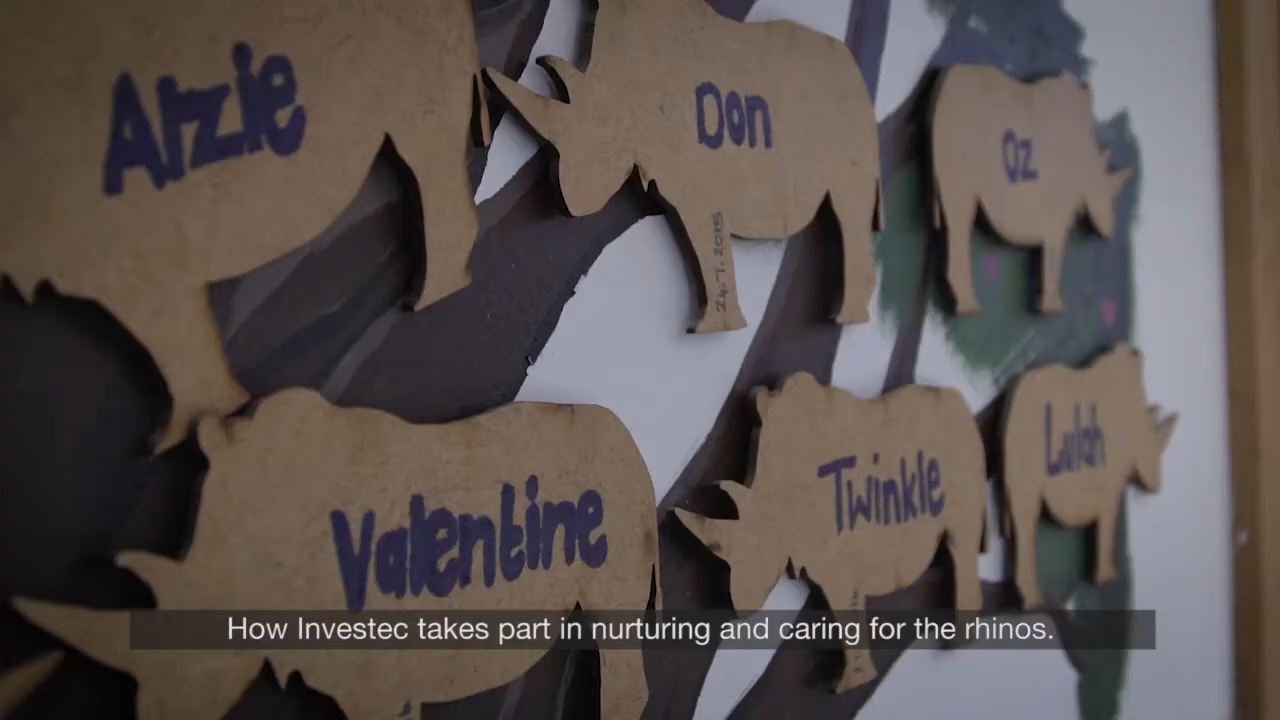 Arzie
Don
Oz
24.7.2015
Valentine
Twinkle
Lulah
How Investec takes part in nurturing and caring for the rhinos.